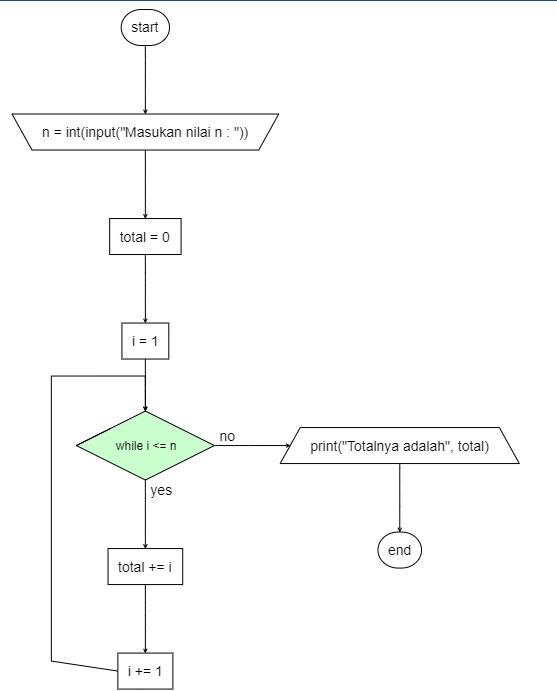 start
n = int(input("Masukan nilai n : "))
total = 0
i = 1
while i <= n
no
print("Totalnya adalah", total)
yes
end
total += i
i += 1